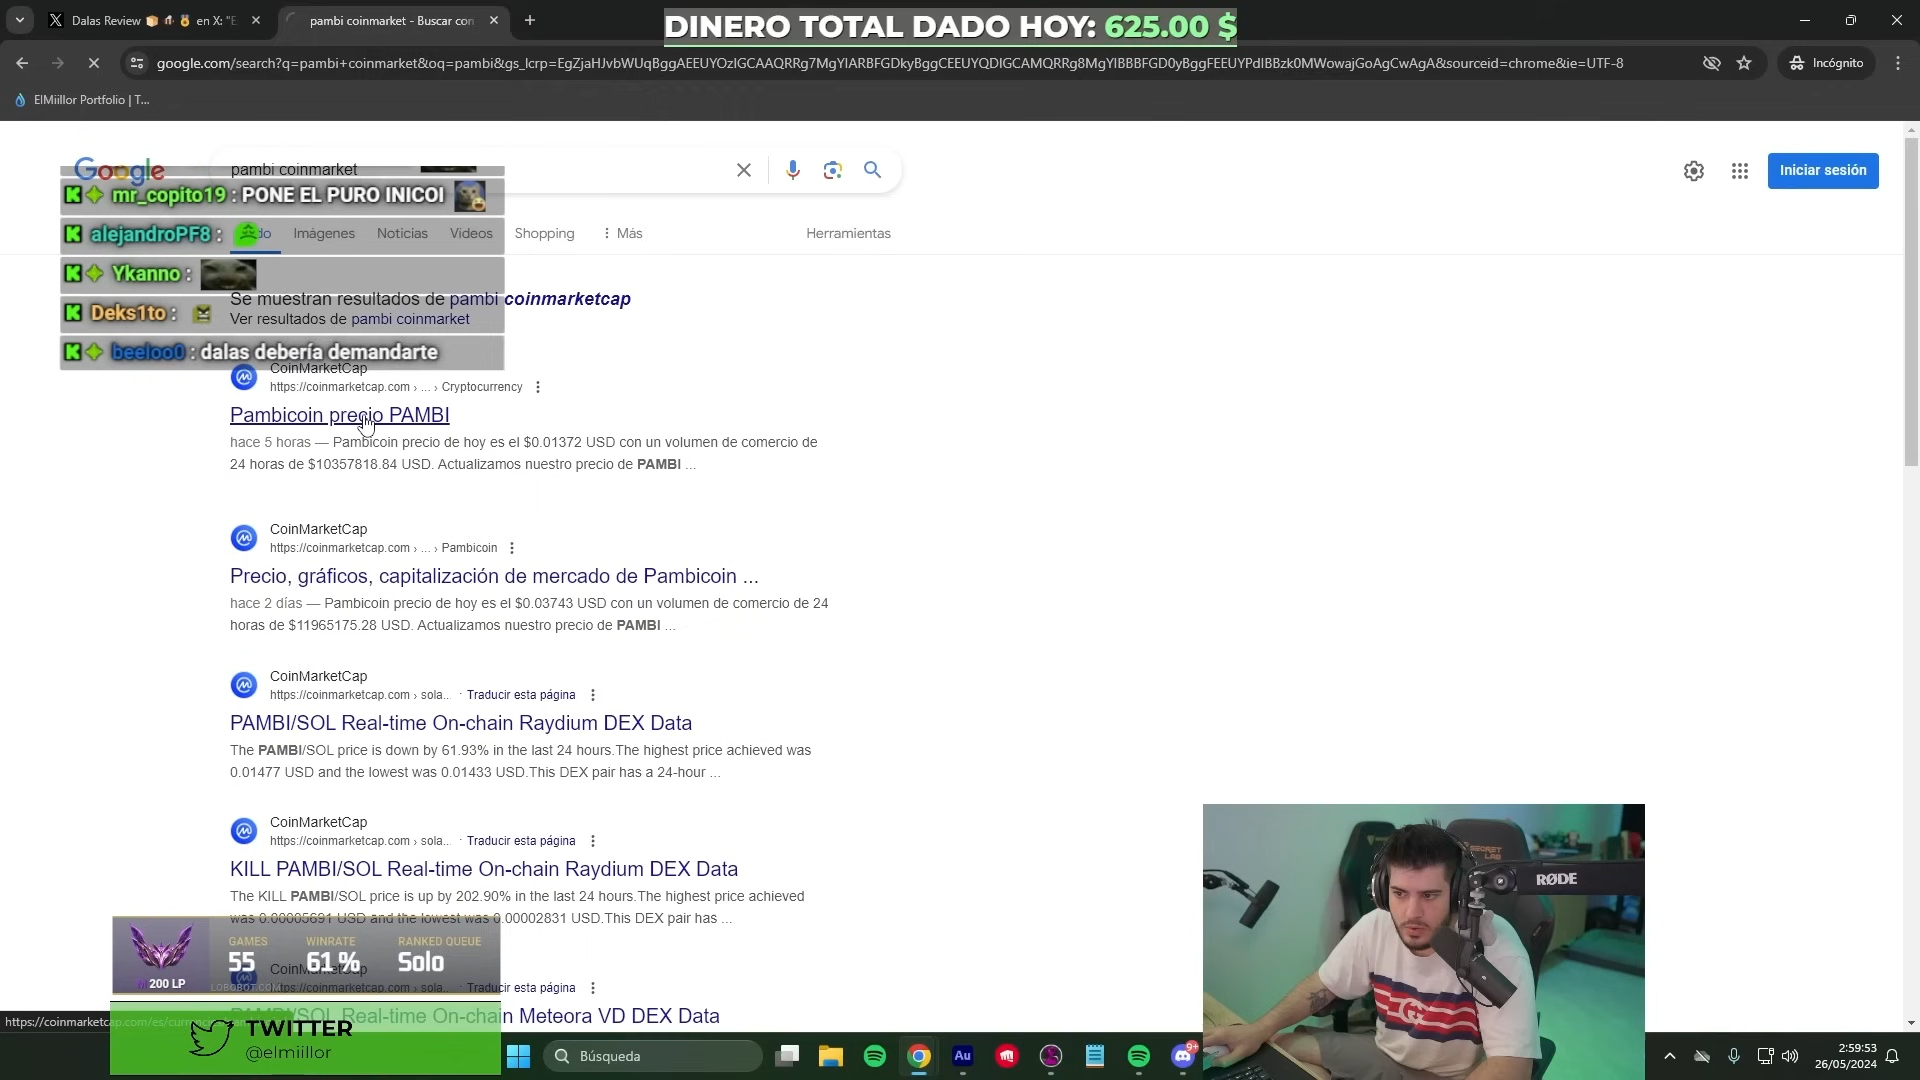 Dalas Review en X: "E
pambi coinmarket - Buscar con
DINERO TOTAL DADO HOY: 625.00 $
google.com/search?q=pambi+coinmarket&oq=pambi&gs_lcrp=EgZjaHJvbWUqBggAEEUYOzIGCAAQRRg7MgYIARBFGDkyBggCEEUYQDIGCAMQRRg8MgYIBBBFGD0yBggFEEUYPdIBBzk0MWowajGoAgCwAgA&sourceid=chrome&ie=UTF-8
Incógnito
ElMiillor Portfolio | T...
Google
pambi coinmarket
Iniciar sesión
mr_copito19 : PONE EL PURO INICOI
alejandroPF8 :
Imágenes
Noticias
Videos
Shopping
Más
Herramientas
Ykanno :
Se muestran resultados de pambi coinmarketcap
Deks1to :
Ver resultados de pambi coinmarket
beeloo0 : dalas debería demandarte
CoinMarketCap
https://coinmarketcap.com › ... › Cryptocurrency
Pambicoin precio PAMBI
hace 5 horas — Pambicoin precio de hoy es el $0.01372 USD con un volumen de comercio de
24 horas de $10357818.84 USD. Actualizamos nuestro precio de PAMBI ...
CoinMarketCap
https://coinmarketcap.com › ... › Pambicoin
Precio, gráficos, capitalización de mercado de Pambicoin ...
hace 2 días — Pambicoin precio de hoy es el $0.03743 USD con un volumen de comercio de 24
horas de $11965175.28 USD. Actualizamos nuestro precio de PAMBI ...
CoinMarketCap
https://coinmarketcap.com › sola... · Traducir esta página
PAMBI/SOL Real-time On-chain Raydium DEX Data
The PAMBI/SOL price is down by 61.93% in the last 24 hours.The highest price achieved was
0.01477 USD and the lowest was 0.01433 USD.This DEX pair has a 24-hour ...
CoinMarketCap
https://coinmarketcap.com › sola... · Traducir esta página
KILL PAMBI/SOL Real-time On-chain Raydium DEX Data
The KILL PAMBI/SOL price is up by 202.90% in the last 24 hours.The highest price achieved
was 0.00005691 USD and the lowest was 0.00002831 USD.This DEX pair has ...
GAMES
WINRATE
RANKED QUEUE
55
61 %
Solo
200 LP
CoinMarketCap
https://coinmarketcap.com › sola... · Traducir esta página
PAMBI/SOL Real-time On-chain Meteora VD DEX Data
TWITTER
@elmiillor
RØDE
SECRET
LAB
Búsqueda
Au
9+
2:59:53
26/05/2024